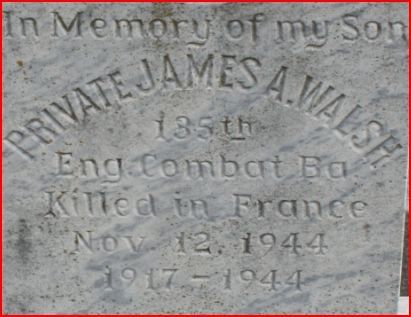 In Memory of my Son
PRIVATE JAMES A. WALSH
135th
Eng. Combat Ba
Killed in France
Nov. 12, 1944
1917 - 1944